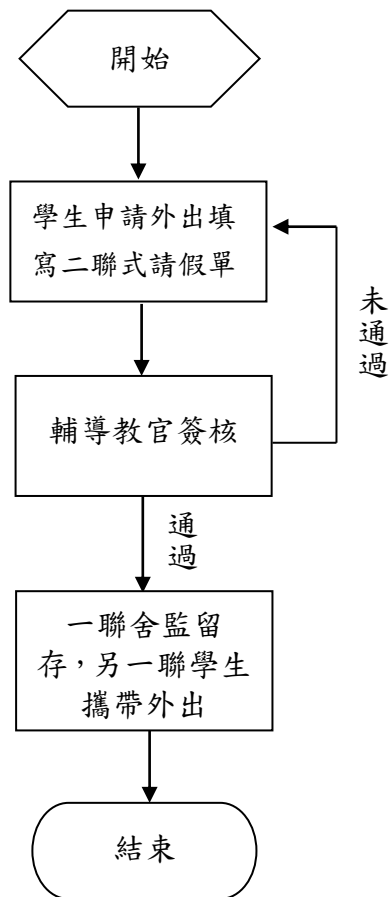 開始
學生申請外出填
寫二聯式請假單
未通過
輔導教官簽核
通過
一聯舍監留
存，另一聯學生
攜帶外出
結束